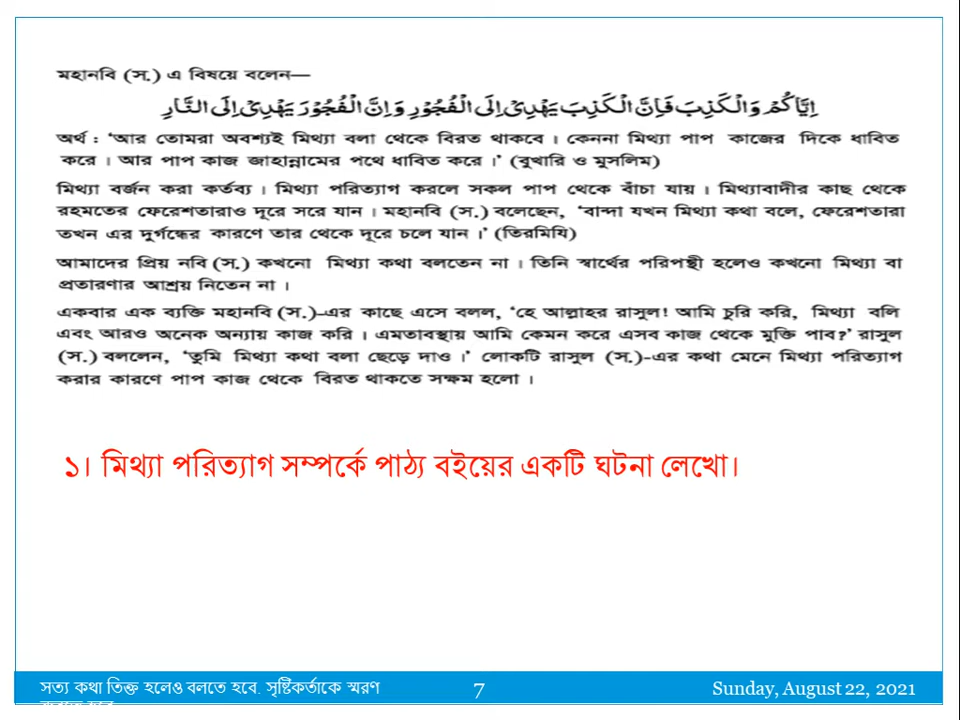 মহানবি (স.) এ বিষয়ে বলেন—
اِيَّاكُمْ وَالْكَذِبَ فَاِنَّ الْكَذِبَ يَهْدِىْ اِلَى الْفُجُوْرِ وَاِنَّ الْفُجُوْرَ يَهْدِىْ اِلَى النَّارِ
অর্থ : ‘আর তোমরা অবশ্যই মিথ্যা বলা থেকে বিরত থাকবে। কেননা মিথ্যা পাপ কাজের দিকে ধাবিত
করে। আর পাপ কাজ জাহান্নামের পথে ধাবিত করে।’ (বুখারি ও মুসলিম)
মিথ্যা বর্জন করা কর্তব্য। মিথ্যা পরিত্যাগ করলে সকল পাপ থেকে বাঁচা যায়। মিথ্যাবাদীর কাছ থেকে
রহমতের ফেরেশতারাও দূরে সরে যান। মহানবি (স.) বলেছেন, ‘বান্দা যখন মিথ্যা কথা বলে, ফেরেশতারা
তখন এর দুর্গন্ধের কারণে তার থেকে দূরে চলে যান।’ (তিরমিযি)
আমাদের প্রিয় নবি (স.) কখনো মিথ্যা কথা বলতেন না। তিনি স্বার্থের পরিপন্থী হলেও কখনো মিথ্যা বা
প্রতারণার আশ্রয় নিতেন না।
একবার এক ব্যক্তি মহানবি (স.)-এর কাছে এসে বলল, ‘হে আল্লাহর রাসুল! আমি চুরি করি, মিথ্যা বলি
এবং আরও অনেক অন্যায় কাজ করি। এমতাবস্থায় আমি কেমন করে এসব কাজ থেকে মুক্তি পাব?’ রাসুল
(স.) বললেন, ‘তুমি মিথ্যা কথা বলা ছেড়ে দাও।’ লোকটি রাসুল (স.)-এর কথা মেনে মিথ্যা পরিত্যাগ
করার কারণে পাপ কাজ থেকে বিরত থাকতে সক্ষম হলো।
১। মিথ্যা পরিত্যাগ সম্পর্কে পাঠ্য বইয়ের একটি ঘটনা লেখো।
সত্য কথা তিক্ত হলেও বলতে হবে. সৃষ্টিকর্তাকে স্মরণ
7
Sunday, August 22, 2021